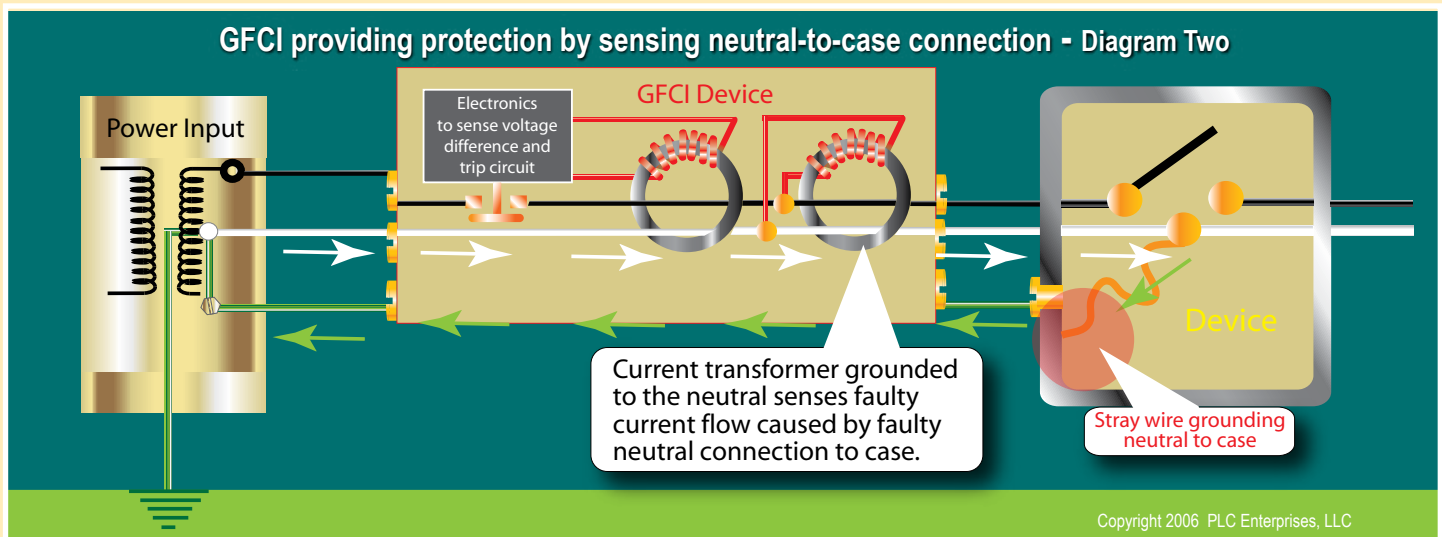 GFCI providing protection by sensing neutral-to-case connection - Diagram Two
Power Input
Electronics
to sense voltage
difference and
trip circuit
GFCI Device
Device
Current transformer grounded
to the neutral senses faulty
current flow caused by faulty
neutral connection to case.
Stray wire grounding
neutral to case
Copyright 2006 PLC Enterprises, LLC